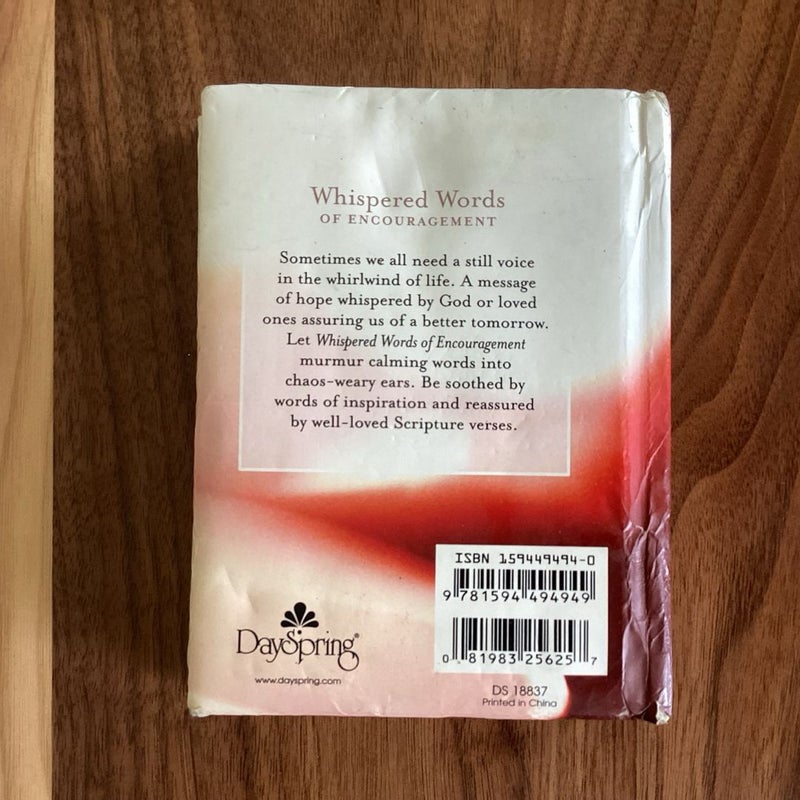 Whispered Words
OF ENCOURAGEMENT
Sometimes we all need a still voice
in the whirlwind of life. A message
of hope whispered by God or loved
ones assuring us of a better tomorrow.
Let Whispered Words of Encouragement
murmur calming words into
chaos-weary ears. Be soothed by
words of inspiration and reassured
by well-loved Scripture verses.
ISBN 159449494-0
9 781594 494949
0 81983 25625 7
DaySpring®
www.dayspring.com
DS 18837
Printed in China